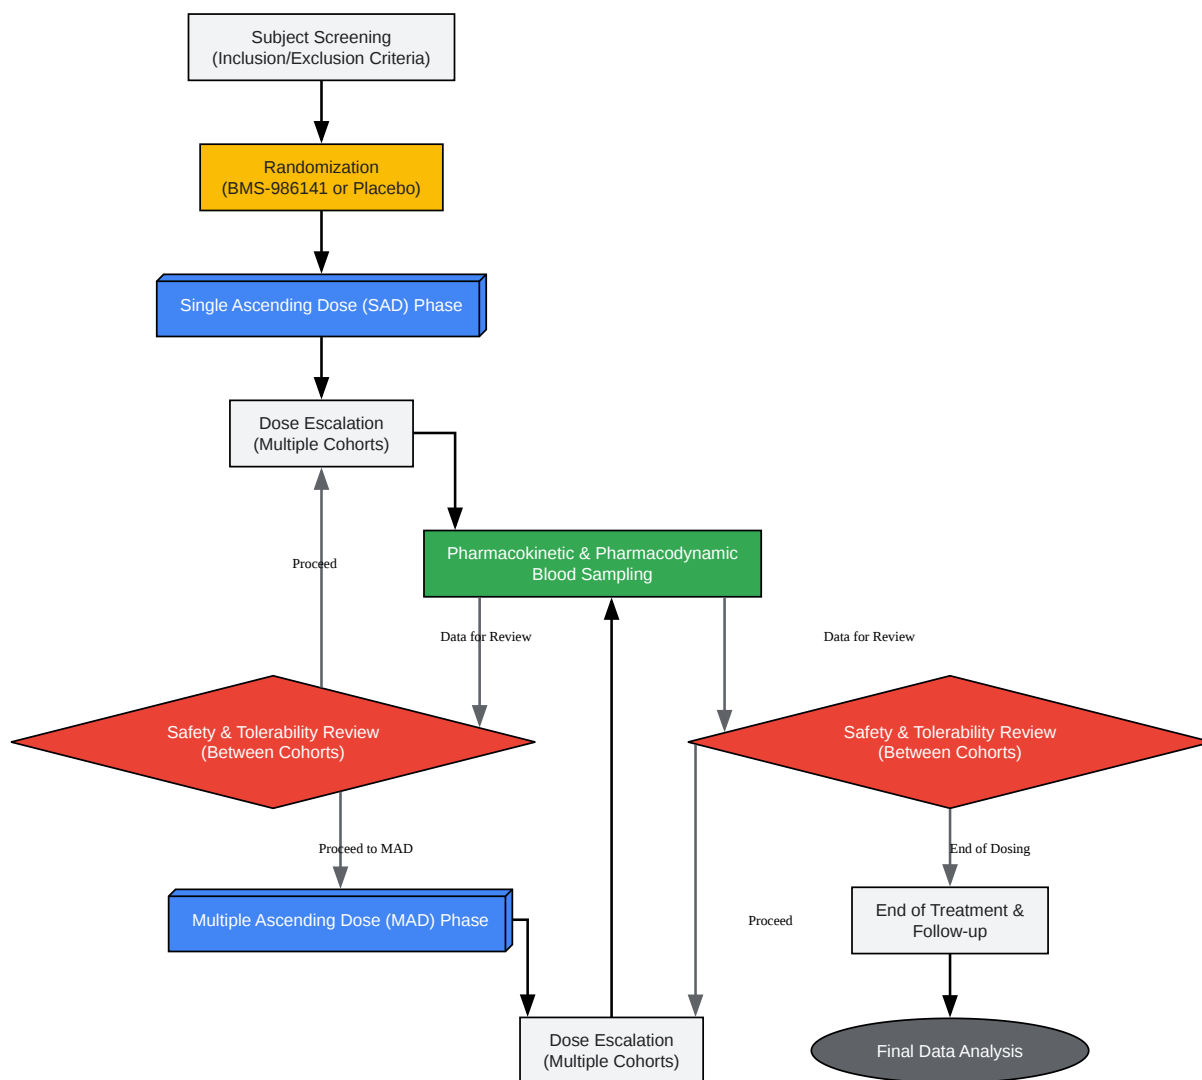 Subject Screening
(Inclusion/Exclusion Criteria)
Randomization
(BMS-986141 or Placebo)
Single Ascending Dose (SAD) Phase
Dose Escalation
(Multiple Cohorts)
Pharmacokinetic & Pharmacodynamic
Blood Sampling
Proceed
Data for Review
Data for Review
Safety & Tolerability Review
(Between Cohorts)
Safety & Tolerability Review
(Between Cohorts)
Proceed to MAD
End of Dosing
Multiple Ascending Dose (MAD) Phase
Proceed
End of Treatment &
Follow-up
Dose Escalation
(Multiple Cohorts)
Final Data Analysis